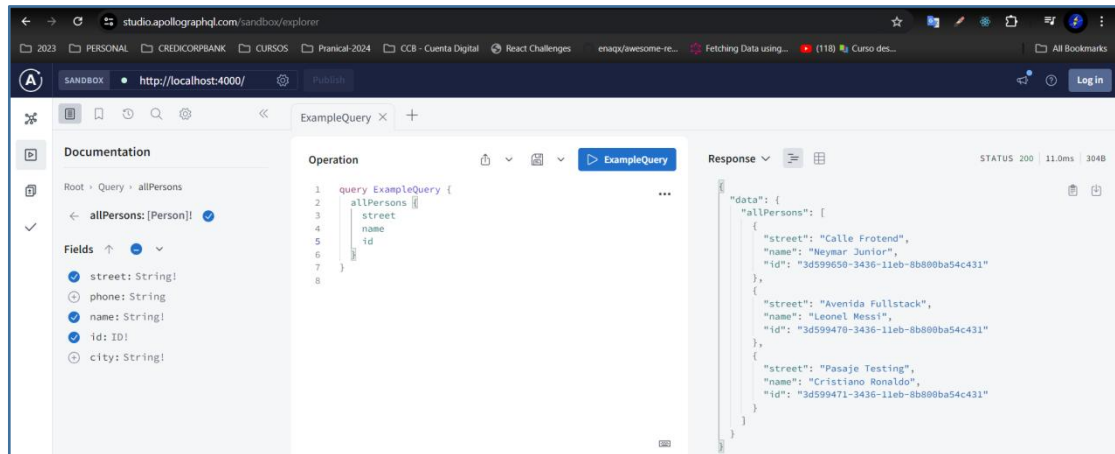 studio.apollographql.com/sandbox/explorer
2023 PERSONAL CREDICORPBANK CURSOS Pranical-2024 CCB - Cuenta Digital React Challenges enaqx/awesome-re... Fetching Data using... (118) Curso des... All Bookmarks
A SANDBOX http://localhost:4000/ Publish Log in
ExampleQuery
Documentation
Root › Query › allPersons
allPersons: [Person]!
Fields
street: String!
phone: String
name: String!
id: ID!
city: String!
Operation ExampleQuery
1 query ExampleQuery {
2 allPersons {
3 street
4 name
5 id
6 }
7 }
8
Response STATUS 200 11.0ms 304B
{
"data": {
"allPersons": [
{
"street": "Calle Frotend",
"name": "Neymar Junior",
"id": "3d599650-3436-11eb-8b800ba54c431"
},
{
"street": "Avenida Fullstack",
"name": "Leonel Messi",
"id": "3d599470-3436-11eb-8b800ba54c431"
},
{
"street": "Pasaje Testing",
"name": "Cristiano Ronaldo",
"id": "3d599471-3436-11eb-8b800ba54c431"
}
]
}
}